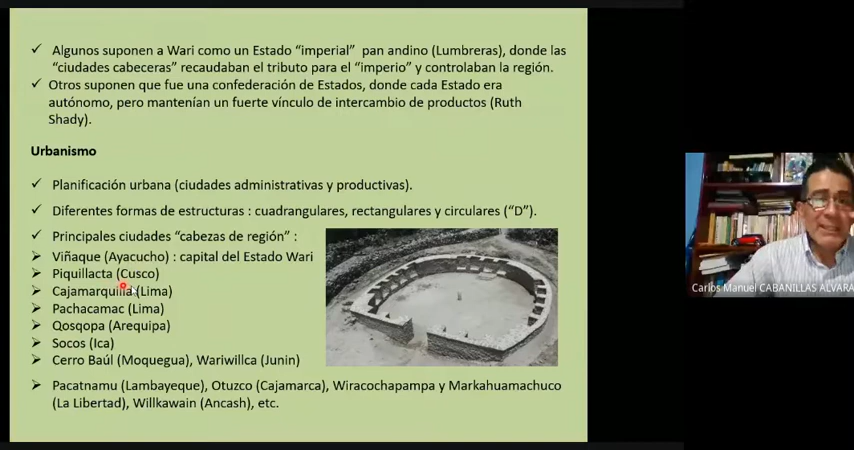 Algunos suponen a Wari como un Estado “imperial” pan andino (Lumbreras), donde las
“ciudades cabeceras” recaudaban el tributo para el “imperio” y controlaban la región.
Otros suponen que fue una confederación de Estados, donde cada Estado era
autónomo, pero mantenían un fuerte vínculo de intercambio de productos (Ruth
Shady).
Urbanismo
Planificación urbana (ciudades administrativas y productivas).
Diferentes formas de estructuras : cuadrangulares, rectangulares y circulares (“D”).
Principales ciudades “cabezas de región” :
Viñaque (Ayacucho) : capital del Estado Wari
Piquillacta (Cusco)
Cajamarquilla (Lima)
Pachacamac (Lima)
Qosqopa (Arequipa)
Socos (Ica)
Cerro Baúl (Moquegua), Wariwillca (Junin)
Pacatnamu (Lambayeque), Otuzco (Cajamarca), Wiracochapampa y Markahuamachuco
(La Libertad), Willkawain (Ancash), etc.
Carlos Manuel CABANILLAS ALVARA